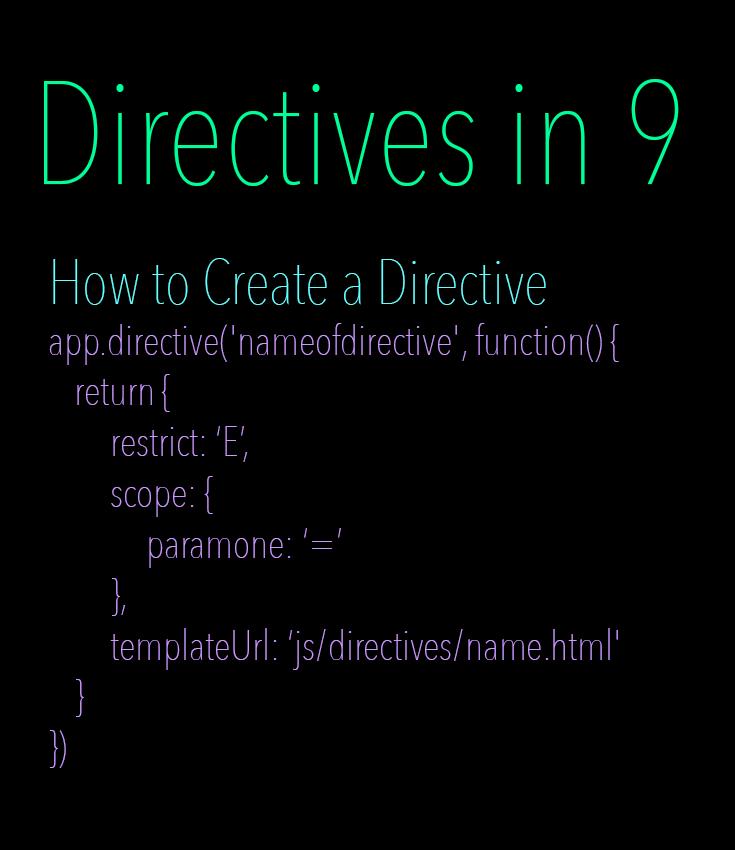 Directives in 9
How to Create a Directive
app.directive('nameofdirective', function() {
return {
restrict: ‘E’,
scope: {
paramone: ‘=’
},
templateUrl: ‘js/directives/name.html'
}
})